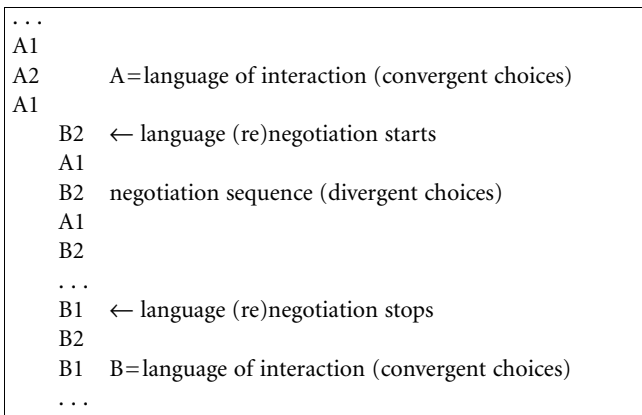 . . .
A1
A2 A=language of interaction (convergent choices)
A1
B2 ← language (re)negotiation starts
A1
B2 negotiation sequence (divergent choices)
A1
B2
. . .
B1 ← language (re)negotiation stops
B2
B1 B=language of interaction (convergent choices)
. . .